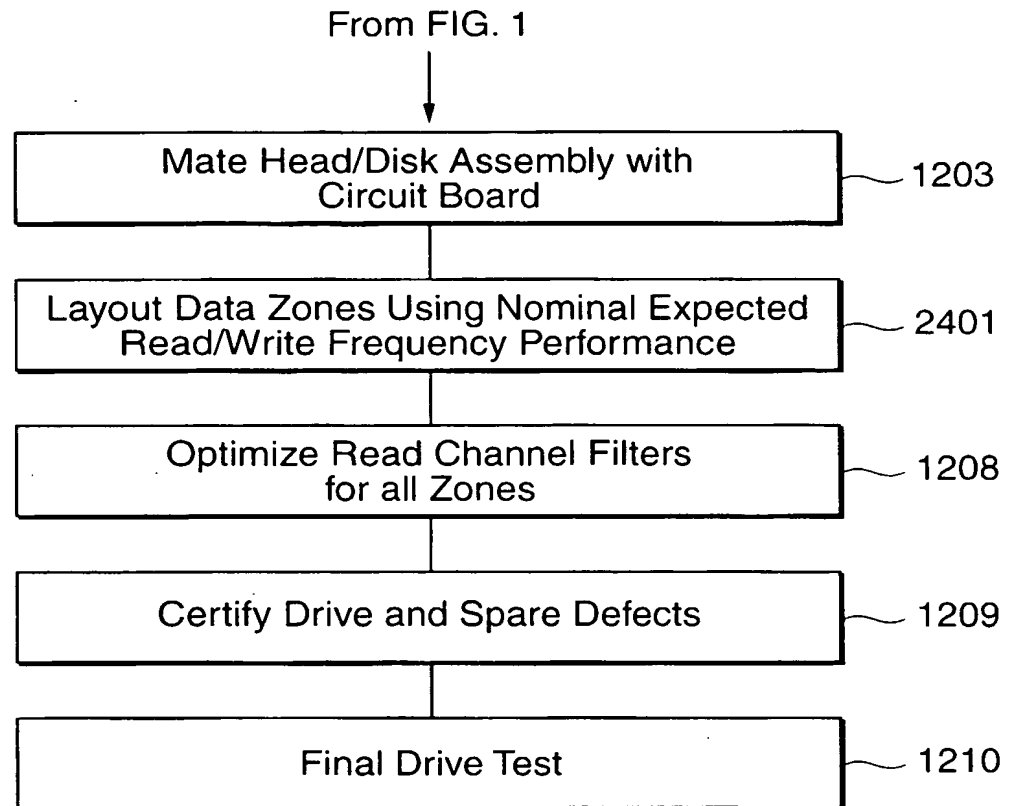 From FIG. 1
Mate Head/Disk Assembly with
Circuit Board
1203
Layout Data Zones Using Nominal Expected
Read/Write Frequency Performance
2401
Optimize Read Channel Filters
for all Zones
1208
Certify Drive and Spare Defects
1209
Final Drive Test
1210